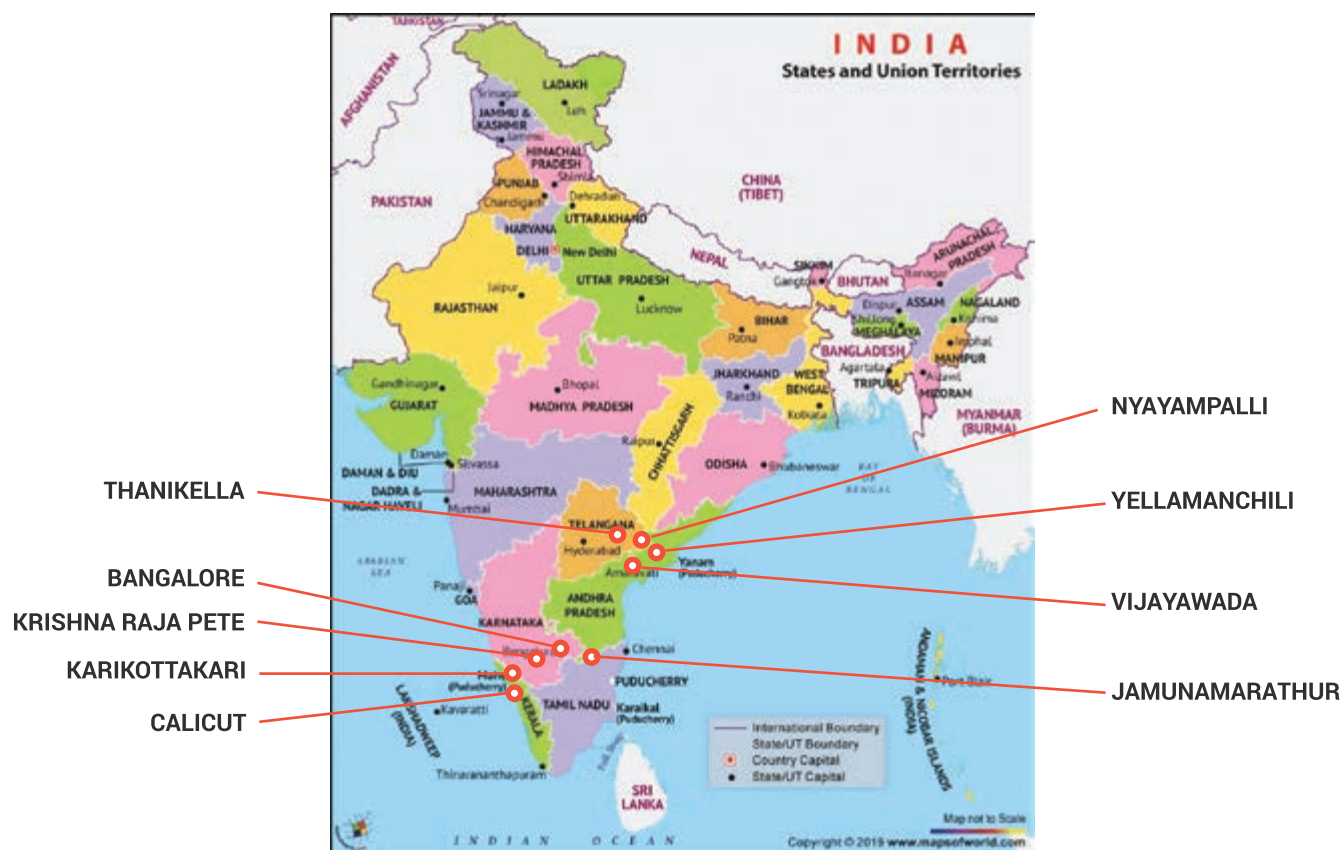 TAJIKISTAN
INDIA
States and Union Territories
AFGHANISTAN
LADAKH
Srinagar
Leh
JAMMU &
KASHMIR
Jammu
HIMACHAL
PRADESH
Shimla
PUNJAB
Chandigarh
Dehradun
UTTARAKHAND
CHINA
(TIBET)
PAKISTAN
HARYANA
DELHI
New Delhi
NEPAL
SIKKIM
Gangtok
BHUTAN
ARUNACHAL
PRADESH
Itanagar
UTTAR PRADESH
Jaipur
RAJASTHAN
Lucknow
BIHAR
Patna
Dispur
ASSAM
NAGALAND
Shillong
MEGHALAYA
Kohima
Imphal
MANIPUR
BANGLADESH
Agartala
TRIPURA
Aizawl
MIZORAM
MYANMAR
(BURMA)
JHARKHAND
Ranchi
WEST
BENGAL
Kolkata
Gandhinagar
GUJARAT
Bhopal
MADHYA PRADESH
NYAYAMPALLI
Raipur
CHHATTISGARH
ODISHA
Bhubaneswar
BAY
OF
BENGAL
Daman
Silvassa
DAMAN & DIU
DADRA &
NAGAR HAVELI
MAHARASHTRA
Mumbai
THANIKELLA
YELLAMANCHILI
TELANGANA
Hyderabad
ARABIAN
SEA
Amaravati
Yanam
(Puducherry)
BANGALORE
Panaji
GOA
ANDHRA
PRADESH
VIJAYAWADA
KRISHNA RAJA PETE
KARNATAKA
Bengaluru
Chennai
KARIKOTTAKARI
Mahe
(Puducherry)
PUDUCHERRY
Port Blair
ANDAMAN & NICOBAR ISLANDS
(INDIA)
JAMUNAMARATHUR
CALICUT
LAKSHADWEEP
(INDIA)
Kavaratti
KERALA
TAMIL NADU
Karaikal
(Puducherry)
International Boundary
State/UT Boundary
Country Capital
State/UT Capital
Thiruvananthapuram
SRI
LANKA
Map not to Scale
INDIAN OCEAN
Copyright © 2019 www.mapsofworld.com